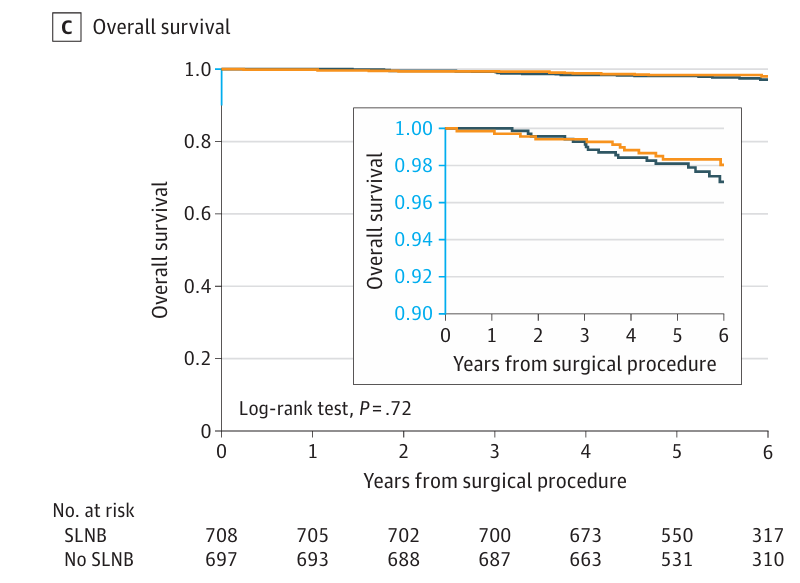 C Overall survival
1.0
0.8
0.6
0.4
0.2
0
Overall survival
0 1 2 3 4 5 6
Years from surgical procedure
Log-rank test, P = .72
1.00
0.98
0.96
0.94
0.92
0.90
Overall survival
0 1 2 3 4 5 6
Years from surgical procedure
No. at risk
SLNB 708 705 702 700 673 550 317
No SLNB 697 693 688 687 663 531 310